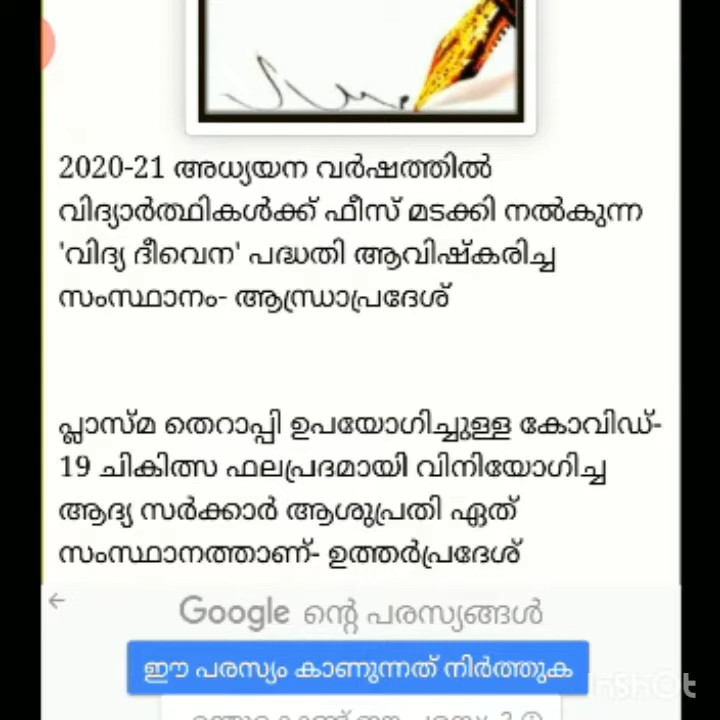 2020-21 അധ്യയന വർഷത്തിൽ
വിദ്യാർത്ഥികൾക്ക് ഫീസ് മടക്കി നൽകുന്ന
'വിദ്യ ദീവെന' പദ്ധതി ആവിഷ്കരിച്ച
സംസ്ഥാനം- ആന്ധ്രാപ്രദേശ്
പ്ലാസ്മ തെറാപ്പി ഉപയോഗിച്ചുള്ള കോവിഡ്-
19 ചികിത്സ ഫലപ്രദമായി വിനിയോഗിച്ച
ആദ്യ സർക്കാർ ആശുപ്രതി ഏത്
സംസ്ഥാനത്താണ്- ഉത്തർപ്രദേശ്
Google ന്റെ പരസ്യങ്ങൾ
ഈ പരസ്യം കാണുന്നത് നിർത്തുക
InShOt